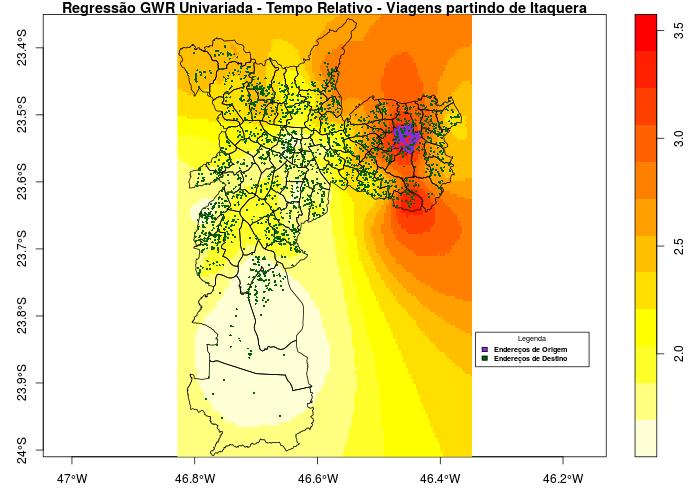 Regressão GWR Univariada - Tempo Relativo - Viagens partindo de Itaquera
23.4°S
23.5°S
23.6°S
23.7°S
23.8°S
23.9°S
24°S
47°W
46.8°W
46.6°W
46.4°W
46.2°W
Legenda
Endereços de Origem
Endereços de Destino
3.5
3.0
2.5
2.0